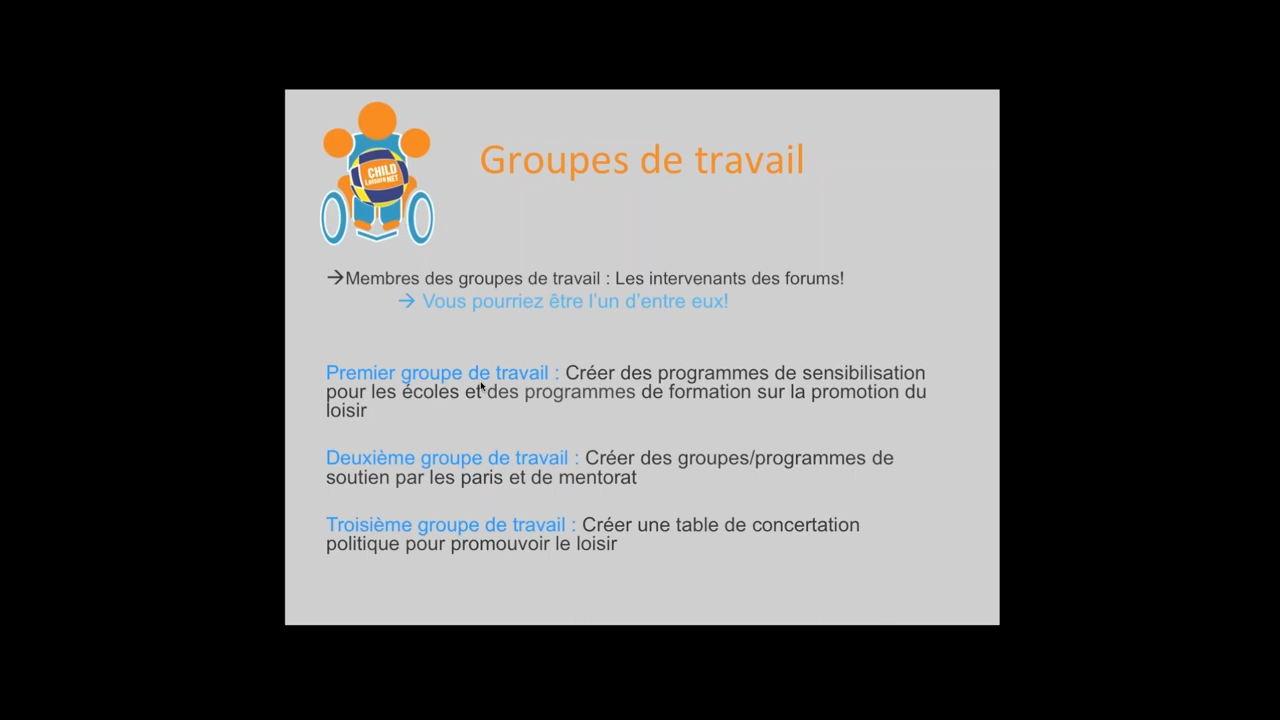 CHILD
Leisure NET
Groupes de travail
→Membres des groupes de travail : Les intervenants des forums!
→ Vous pourriez être l’un d’entre eux!
Premier groupe de travail : Créer des programmes de sensibilisation
pour les écoles et des programmes de formation sur la promotion du
loisir
Deuxième groupe de travail : Créer des groupes/programmes de
soutien par les paris et de mentorat
Troisième groupe de travail : Créer une table de concertation
politique pour promouvoir le loisir